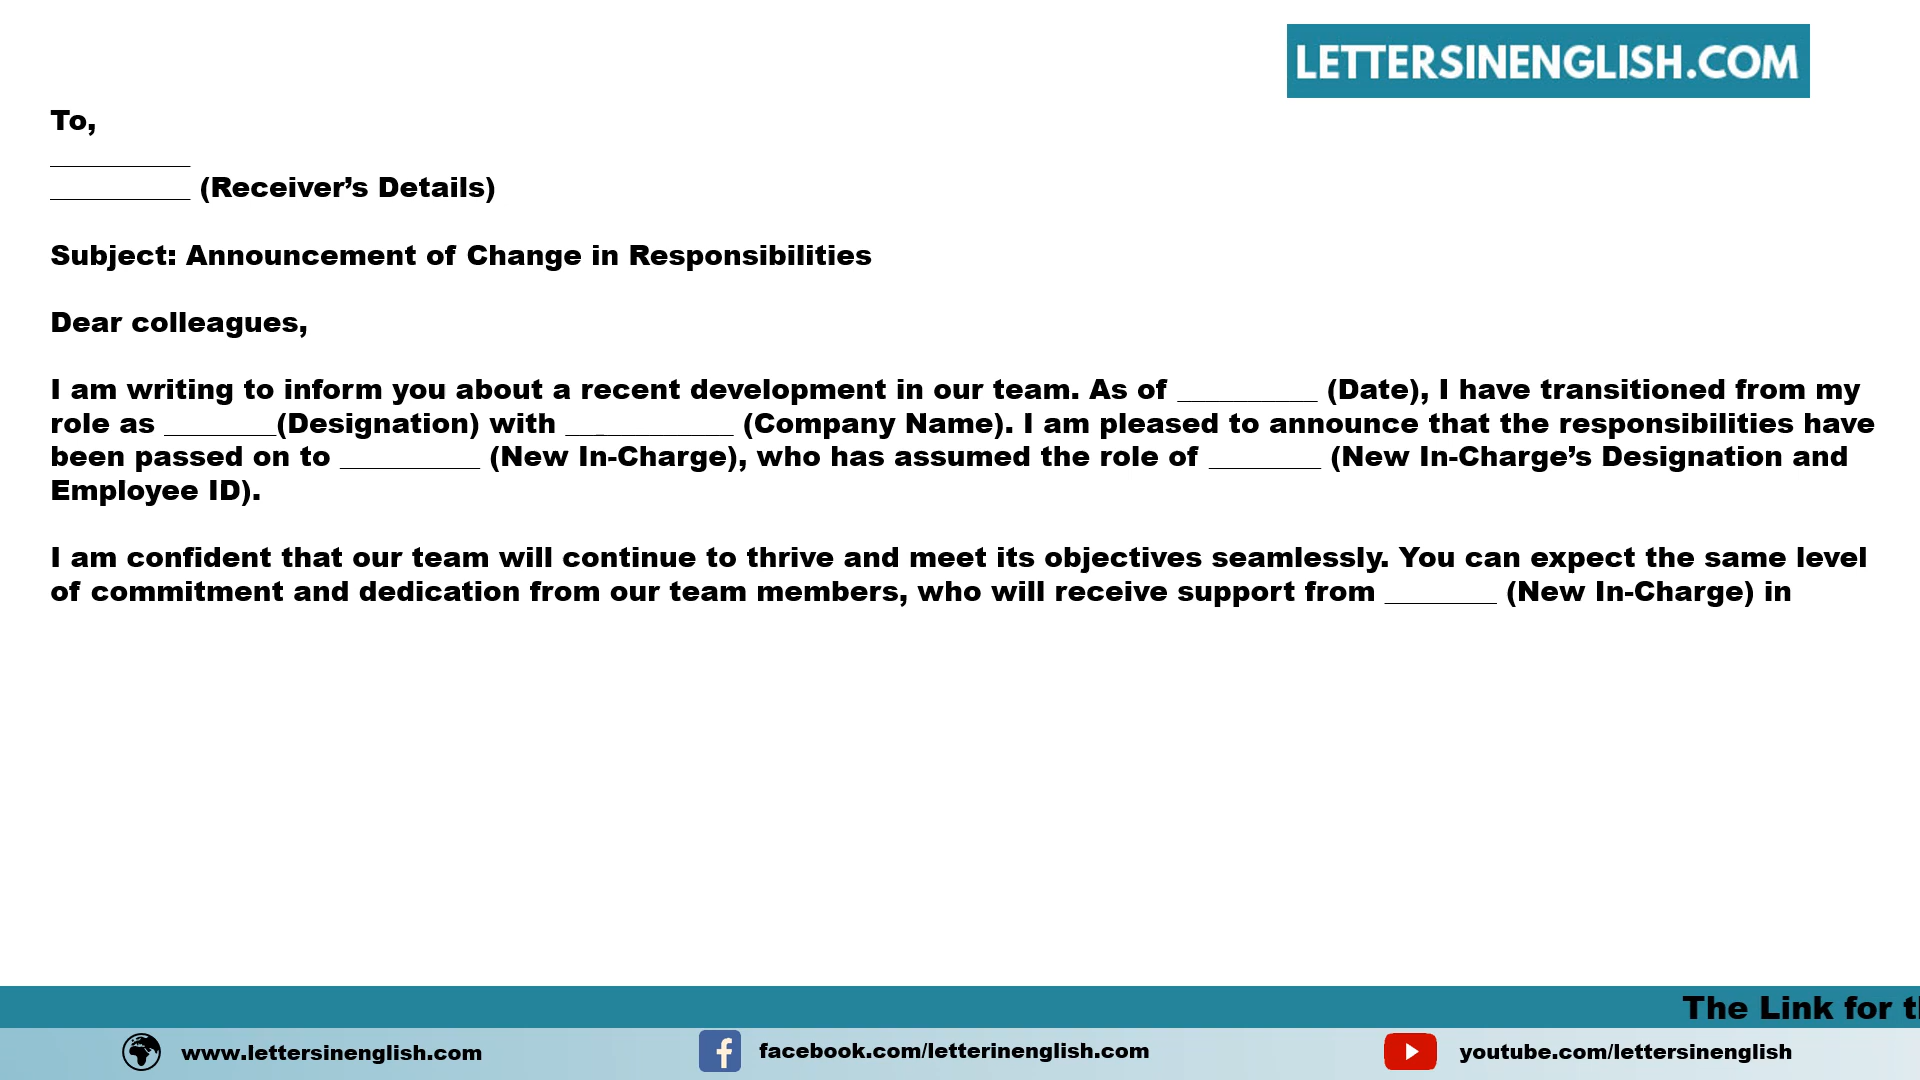 LETTERSINENGLISH.COM
To,
__________
__________ (Receiver’s Details)
Subject: Announcement of Change in Responsibilities
Dear colleagues,
I am writing to inform you about a recent development in our team. As of __________ (Date), I have transitioned from my
role as ________(Designation) with ____________ (Company Name). I am pleased to announce that the responsibilities have
been passed on to __________ (New In-Charge), who has assumed the role of ________ (New In-Charge’s Designation and
Employee ID).
I am confident that our team will continue to thrive and meet its objectives seamlessly. You can expect the same level
of commitment and dedication from our team members, who will receive support from ________ (New In-Charge) in
The Link for
www.lettersinenglish.com
facebook.com/letterinenglish.com
youtube.com/lettersinenglish